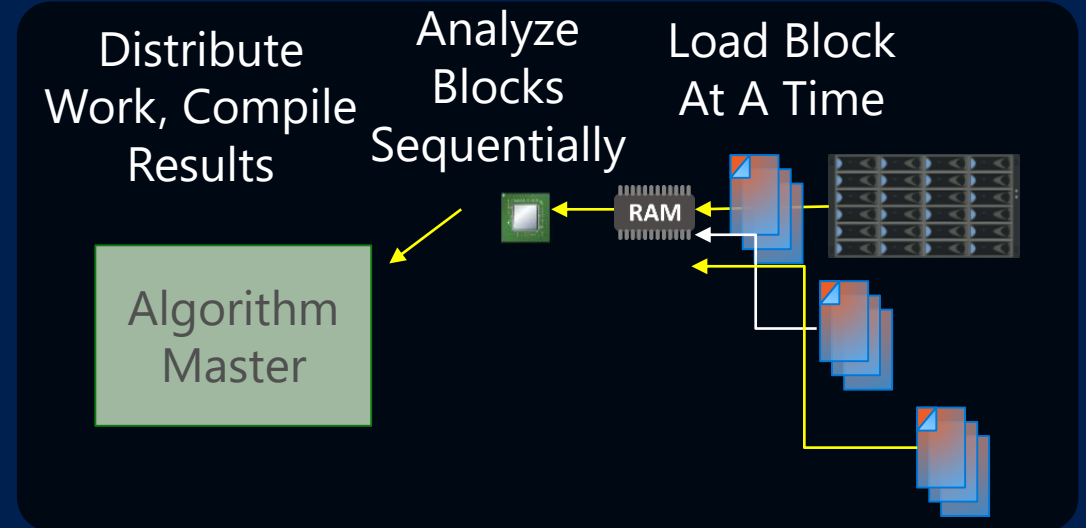 Distribute
Work, Compile
Results
Analyze
Blocks
Sequentially
Load Block
At A Time
RAM
Algorithm
Master